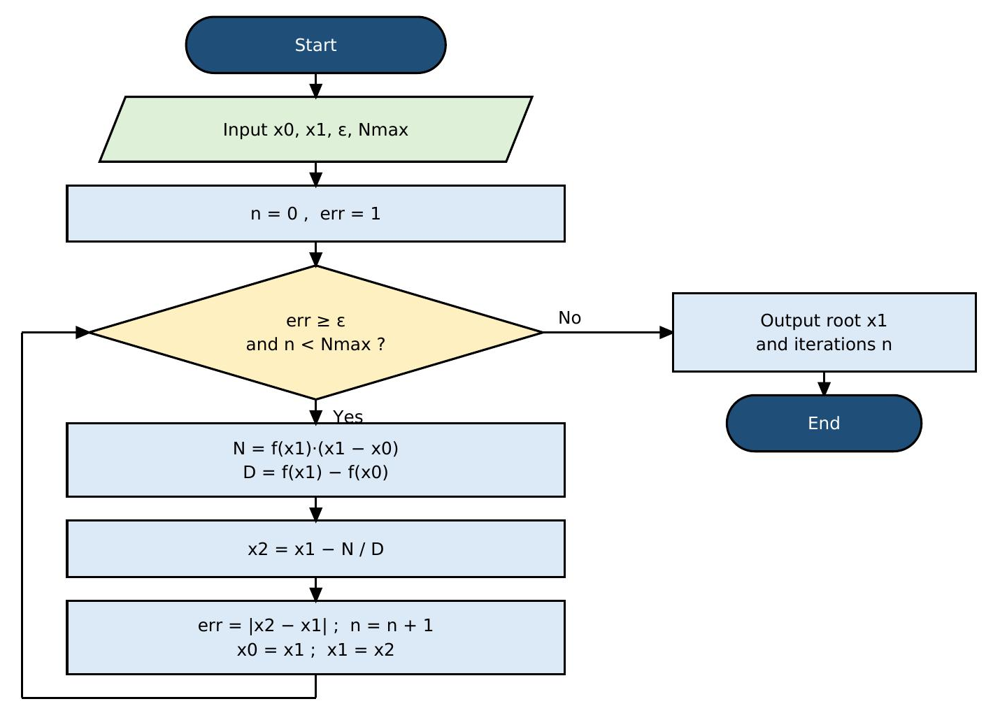 Start
Input x0, x1, ε, Nmax
n = 0 ,  err = 1
err ≥ ε
and n < Nmax ?
No
Output root x1
and iterations n
End
Yes
N = f(x1)·(x1 − x0)
D = f(x1) − f(x0)
x2 = x1 − N / D
err = |x2 − x1| ;  n = n + 1
x0 = x1 ;  x1 = x2